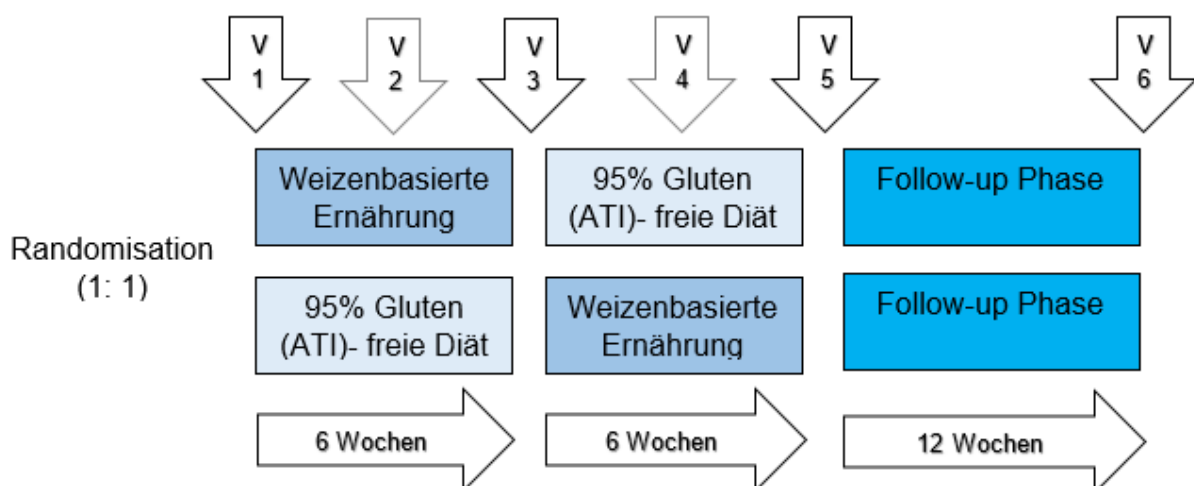 V
1
V
2
V
3
V
4
V
5
V
6
Randomisation
(1: 1)
Weizenbasierte
Ernährung
95% Gluten
(ATI)- freie Diät
Follow-up Phase
95% Gluten
(ATI)- freie Diät
Weizenbasierte
Ernährung
Follow-up Phase
6 Wochen
6 Wochen
12 Wochen